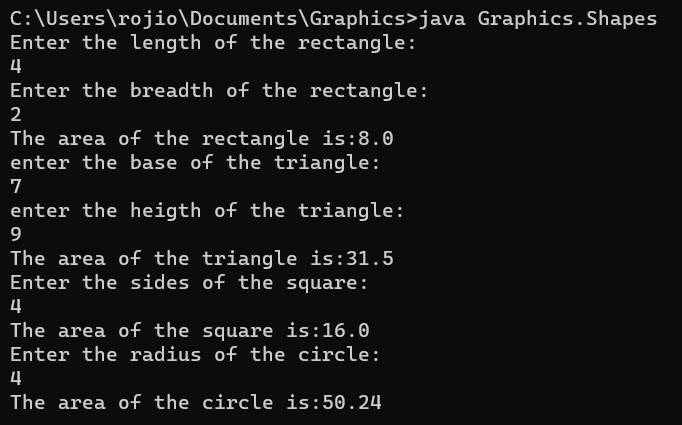 C:\Users\rojio\Documents\Graphics>java Graphics.Shapes
Enter the length of the rectangle:
4
Enter the breadth of the rectangle:
2
The area of the rectangle is:8.0
enter the base of the triangle:
7
enter the heigth of the triangle:
9
The area of the triangle is:31.5
Enter the sides of the square:
4
The area of the square is:16.0
Enter the radius of the circle:
4
The area of the circle is:50.24